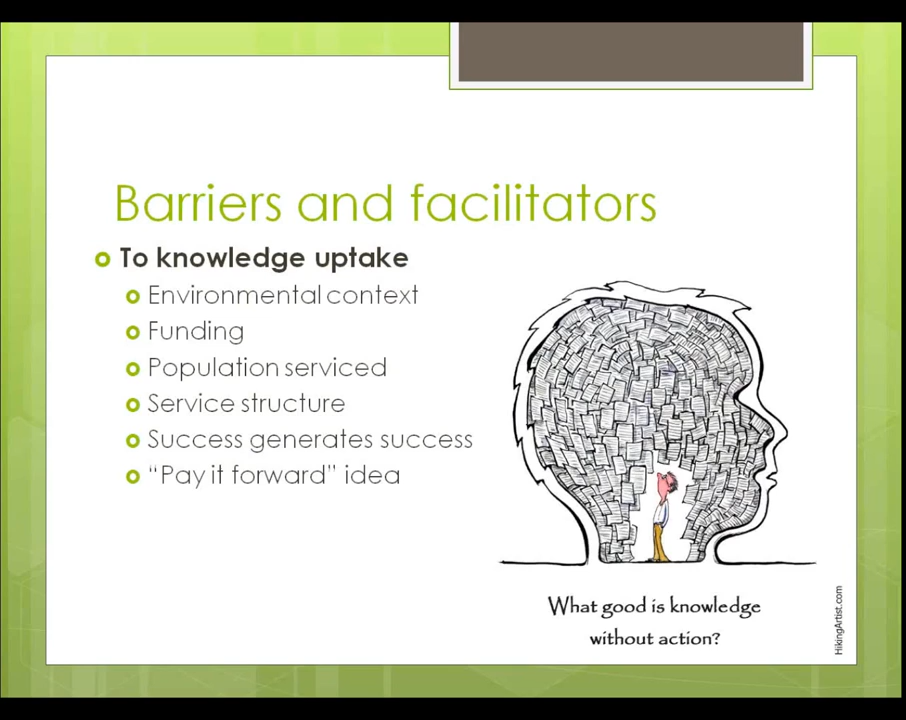 Barriers and facilitators
To knowledge uptake
Environmental context
Funding
Population serviced
Service structure
Success generates success
“Pay it forward” idea
What good is knowledge
without action?
HikingArtist.com